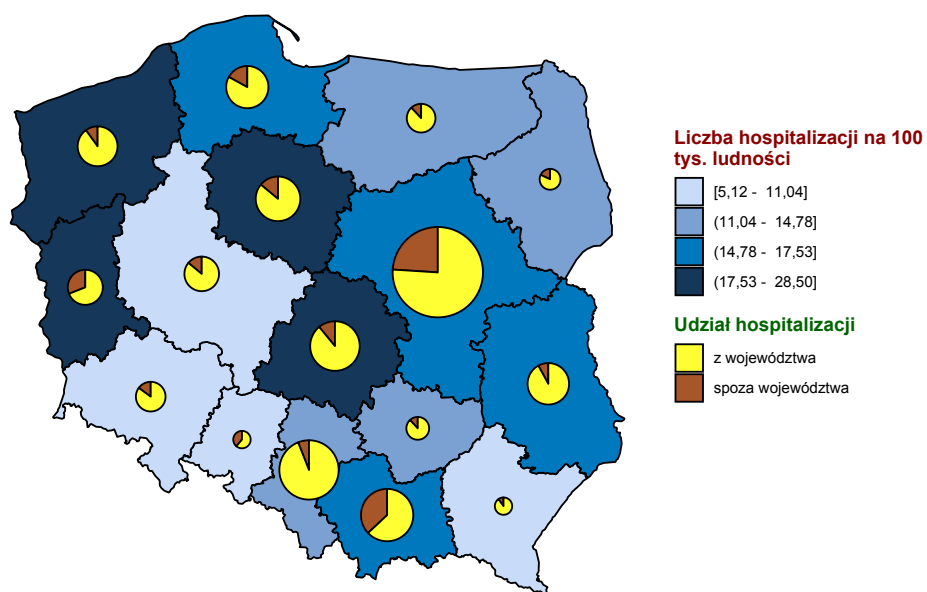 Liczba hospitalizacji na 100
tys. ludności
[5,12 - 11,04]
(11,04 - 14,78]
(14,78 - 17,53]
(17,53 - 28,50]
Udział hospitalizacji
z województwa
spoza województwa